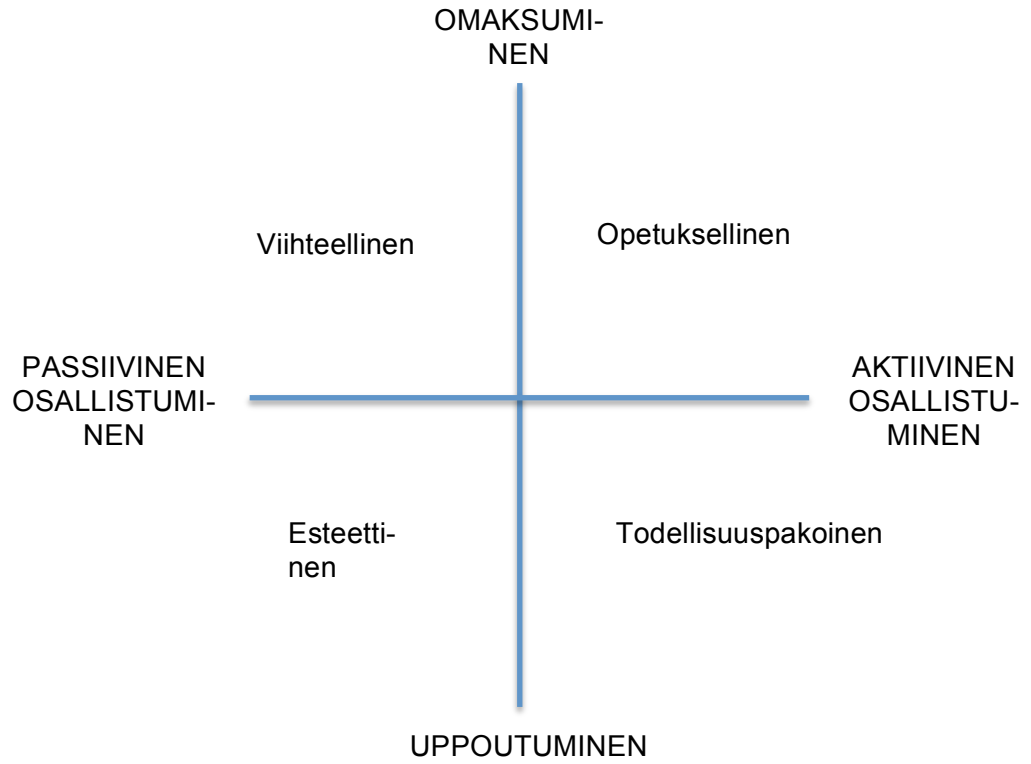 OMAKSUMI-
NEN
Viihteellinen
Opetuksellinen
PASSIIVINEN
OSALLISTUMI-
NEN
AKTIIVINEN
OSALLISTU-
MINEN
Esteetti-
nen
Todellisuuspakoinen
UPPOUTUMINEN